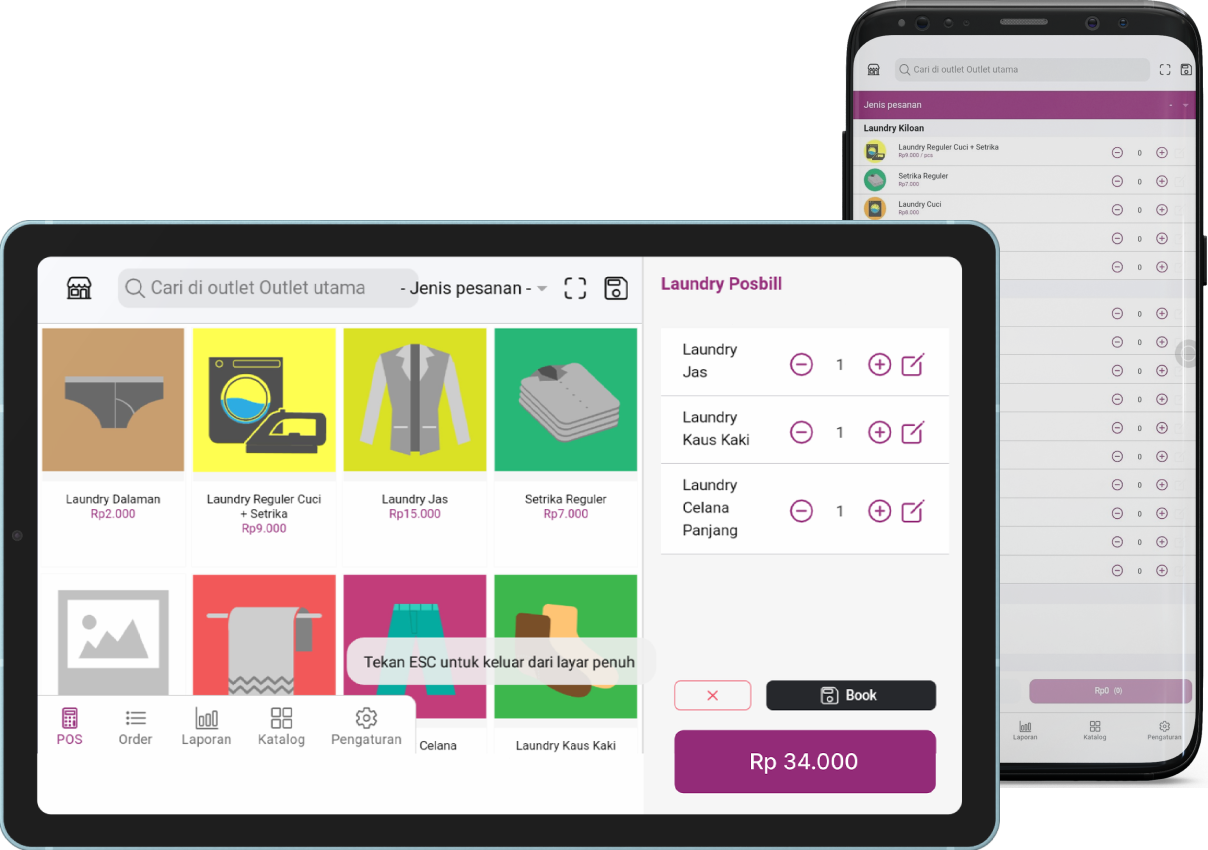 Cari di outlet Outlet utama
Jenis pesanan
-
Laundry Kiloan
Laundry Reguler Cuci + Setrika
Rp9.000 / pcs
0
Setrika Reguler
Rp7.000
0
Laundry Cuci
Rp8.000
0
0
0
0
0
0
0
0
0
0
0
0
0
Rp0 (0)
Laporan
Katalog
Pengaturan
Cari di outlet Outlet utama
- Jenis pesanan -
Laundry Dalaman
Rp2.000
Laundry Reguler Cuci
+ Setrika
Rp9.000
Laundry Jas
Rp15.000
Setrika Reguler
Rp7.000
Tekan ESC untuk keluar dari layar penuh
Celana
Laundry Kaus Kaki
POS
Order
Laporan
Katalog
Pengaturan
Laundry Posbill
Laundry
Jas
1
Laundry
Kaus Kaki
1
Laundry
Celana
Panjang
1
Book
Rp 34.000